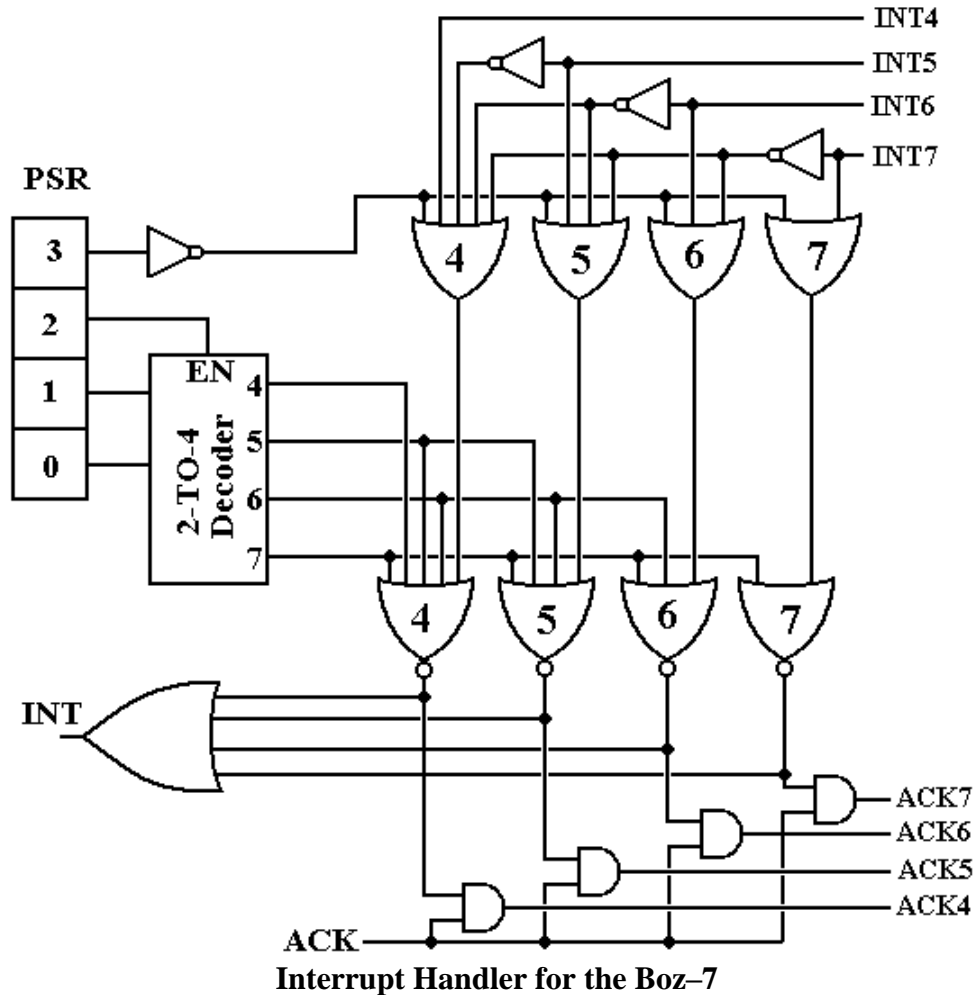 INT4
INT5
INT6
INT7
PSR
3
2
1
0
4 5 6 7
EN
2-TO-4
Decoder
4
5
6
7
4 5 6 7
INT
ACK7
ACK6
ACK5
ACK4
ACK
Interrupt Handler for the Boz–7